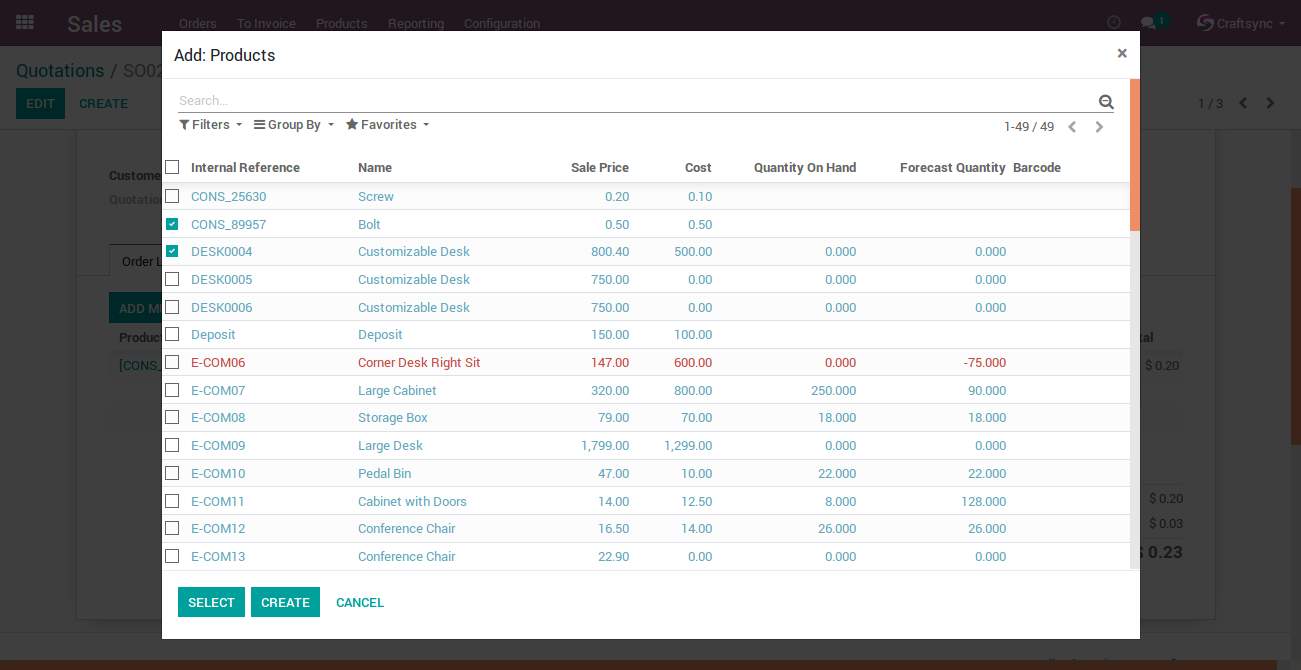 Sales Orders To Invoice Products Reporting Configuration 1 Craftsync
Add: Products ×
Quotations / SO02
Search...
EDIT CREATE 1 / 3
Filters Group By Favorites 1-49 / 49
Internal Reference Name Sale Price Cost Quantity On Hand Forecast Quantity Barcode
Custome
CONS_25630 Screw 0.20 0.10
Quotation
CONS_89957 Bolt 0.50 0.50
DESK0004 Customizable Desk 800.40 500.00 0.000 0.000
Order L
DESK0005 Customizable Desk 750.00 0.00 0.000 0.000
DESK0006 Customizable Desk 750.00 0.00 0.000 0.000
ADD M
Deposit Deposit 150.00 100.00
Produc tal
E-COM06 Corner Desk Right Sit 147.00 600.00 0.000 -75.000
[CONS_ $ 0.20
E-COM07 Large Cabinet 320.00 800.00 250.000 90.000
E-COM08 Storage Box 79.00 70.00 18.000 18.000
E-COM09 Large Desk 1,799.00 1,299.00 0.000 0.000
E-COM10 Pedal Bin 47.00 10.00 22.000 22.000
E-COM11 Cabinet with Doors 14.00 12.50 8.000 128.000
$ 0.20
E-COM12 Conference Chair 16.50 14.00 26.000 26.000
$ 0.03
E-COM13 Conference Chair 22.90 0.00 0.000 0.000
$ 0.23
SELECT CREATE CANCEL